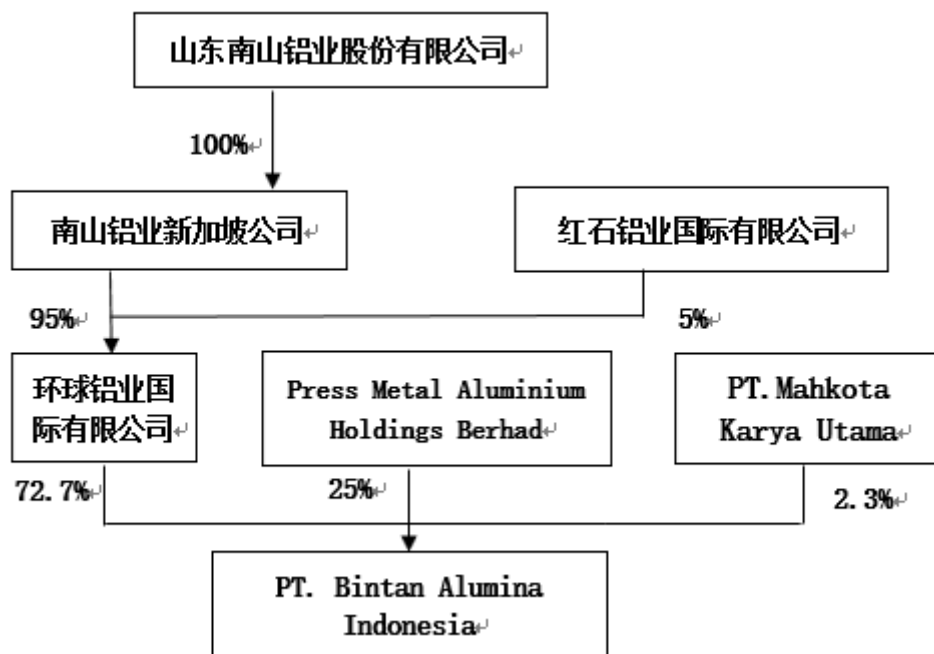 山东南山铝业股份有限公司↵
100%↵
南山铝业新加坡公司↵
红石铝业国际有限公司↵
95%↵
5%↵
环球铝业国
际有限公司↵
Press Metal Aluminium
Holdings Berhad↵
PT.Mahkota
Karya Utama↵
72.7%↵
25%↵
2.3%↵
PT. Bintan Alumina
Indonesia↵